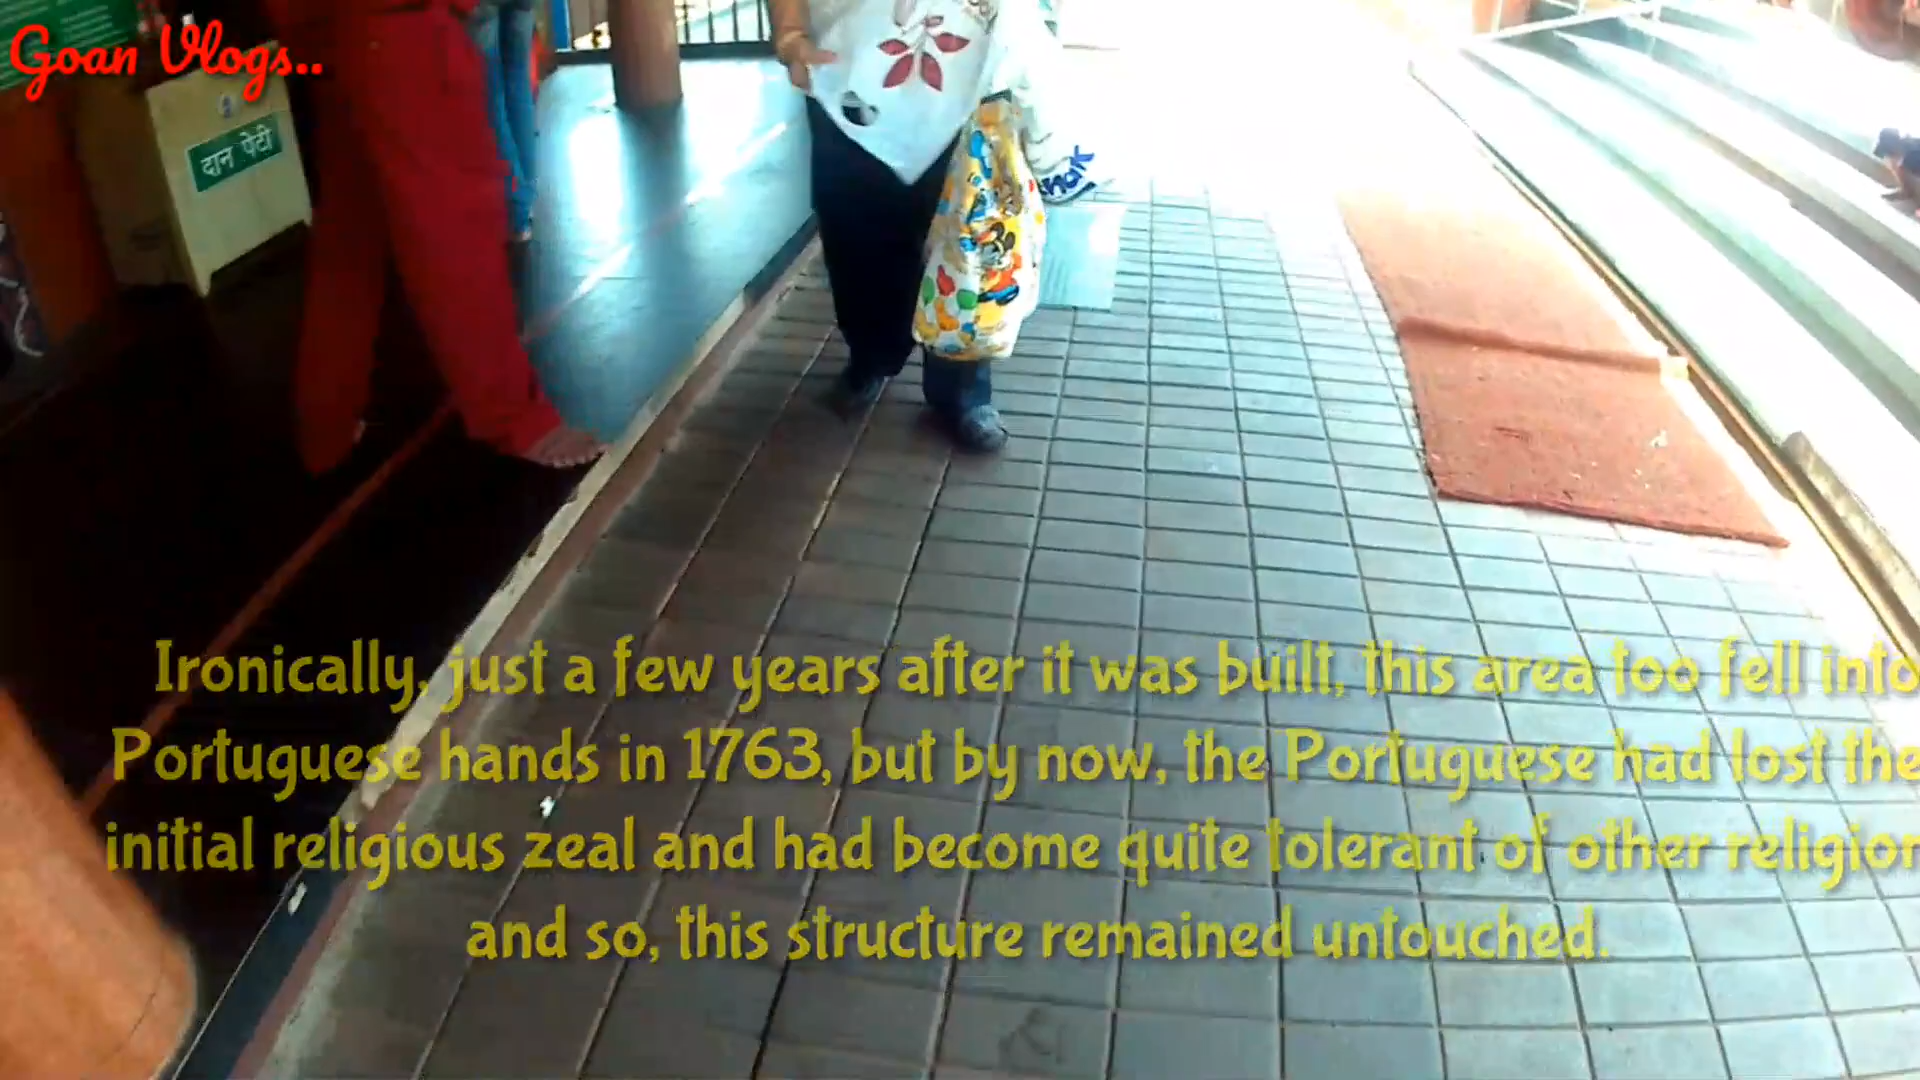 Goan Vlogs..
दान पेटी
Ironically, just a few years after it was built, this area too fell into
Portuguese hands in 1763, but by now, the Portuguese had lost the
initial religious zeal and had become quite tolerant of other religion
and so, this structure remained untouched.